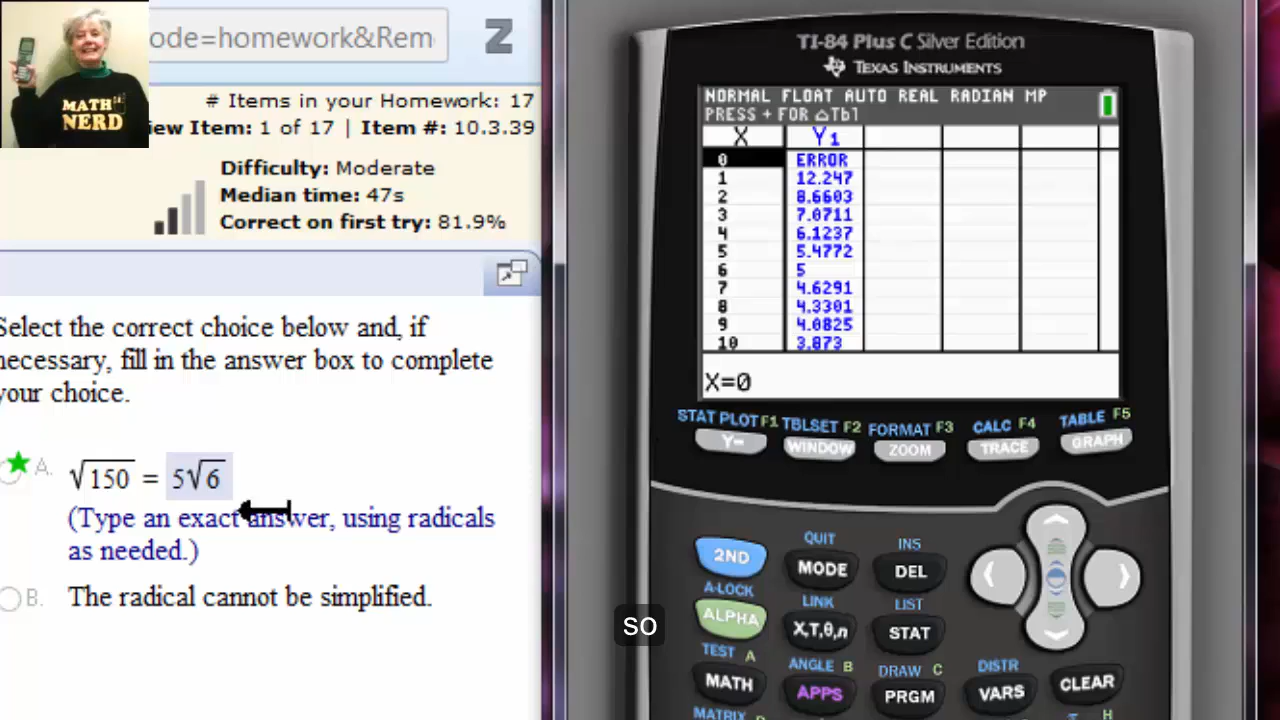 ode=homework&Rem
Z
MATH
NERD
# Items in your Homework: 17
iew Item: 1 of 17 | Item #: 10.3.39
Difficulty: Moderate
Median time: 47s
Correct on first try: 81.9%
Select the correct choice below and, if
necessary, fill in the answer box to complete
your choice.
A. √150 = 5√6
(Type an exact answer, using radicals
as needed.)
B. The radical cannot be simplified.
TI-84 Plus C Silver Edition
TEXAS INSTRUMENTS
NORMAL FLOAT AUTO REAL RADIAN MP
PRESS + FOR △Tbl
X Y1
0 ERROR
1 12.247
2 8.6603
3 7.0711
4 6.1237
5 5.4772
6 5
7 4.6291
8 4.3301
9 4.0825
10 3.873
X=0
STAT PLOT F1 TBLSET F2 FORMAT F3 CALC F4 TABLE F5
Y= WINDOW ZOOM TRACE GRAPH
QUIT INS
2ND MODE DEL
A-LOCK LINK LIST
ALPHA X,T,θ,n STAT
so
TEST A ANGLE B DRAW C DISTR
MATH APPS PRGM VARS CLEAR
MATRIX D H